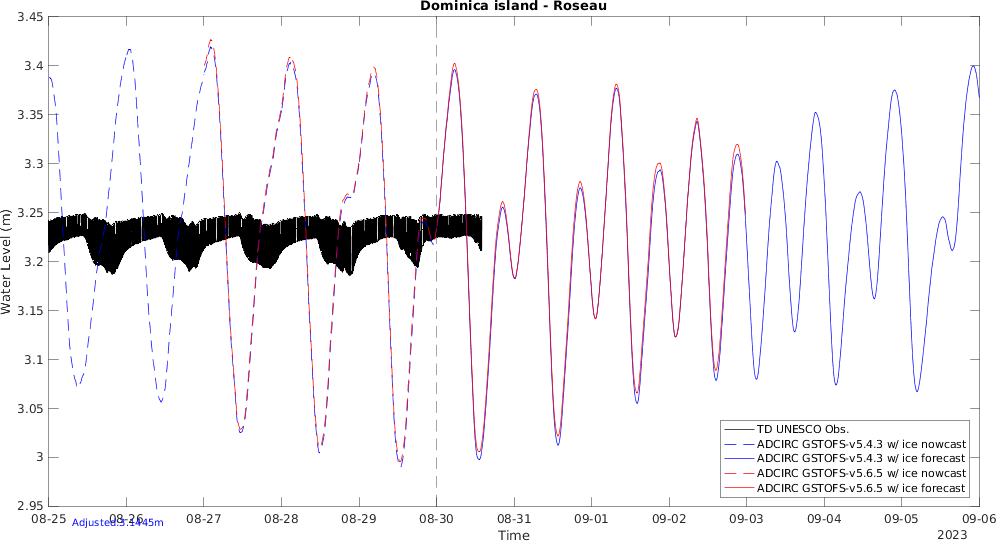 Dominica island - Roseau
3.45
3.4
3.35
3.3
3.25
3.2
3.15
3.1
3.05
3
2.95
Water Level (m)
TD UNESCO Obs.
ADCIRC GSTOFS-v5.4.3 w/ ice nowcast
ADCIRC GSTOFS-v5.4.3 w/ ice forecast
ADCIRC GSTOFS-v5.6.5 w/ ice nowcast
ADCIRC GSTOFS-v5.6.5 w/ ice forecast
08-25 08-26 08-27 08-28 08-29 08-30 08-31 09-01 09-02 09-03 09-04 09-05 09-06
Adjusted:3.1445m
Time
2023